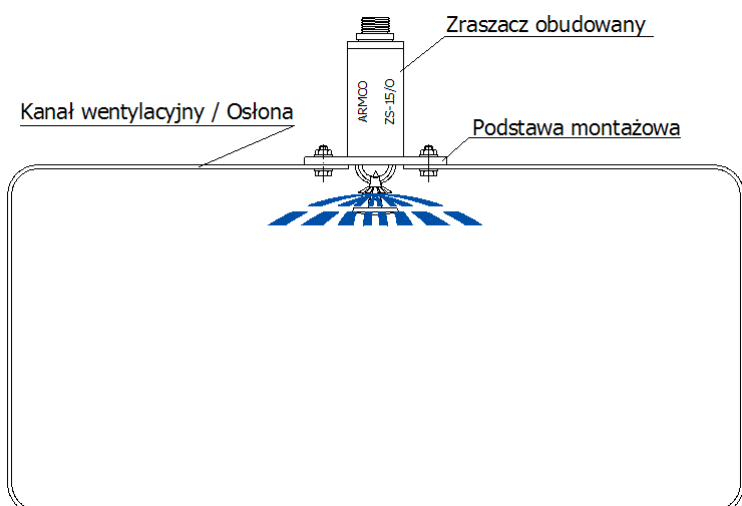 Zraszacz obudowany
ARMCO
ZS-15/O
Kanał wentylacyjny / Osłona
Podstawa montażowa